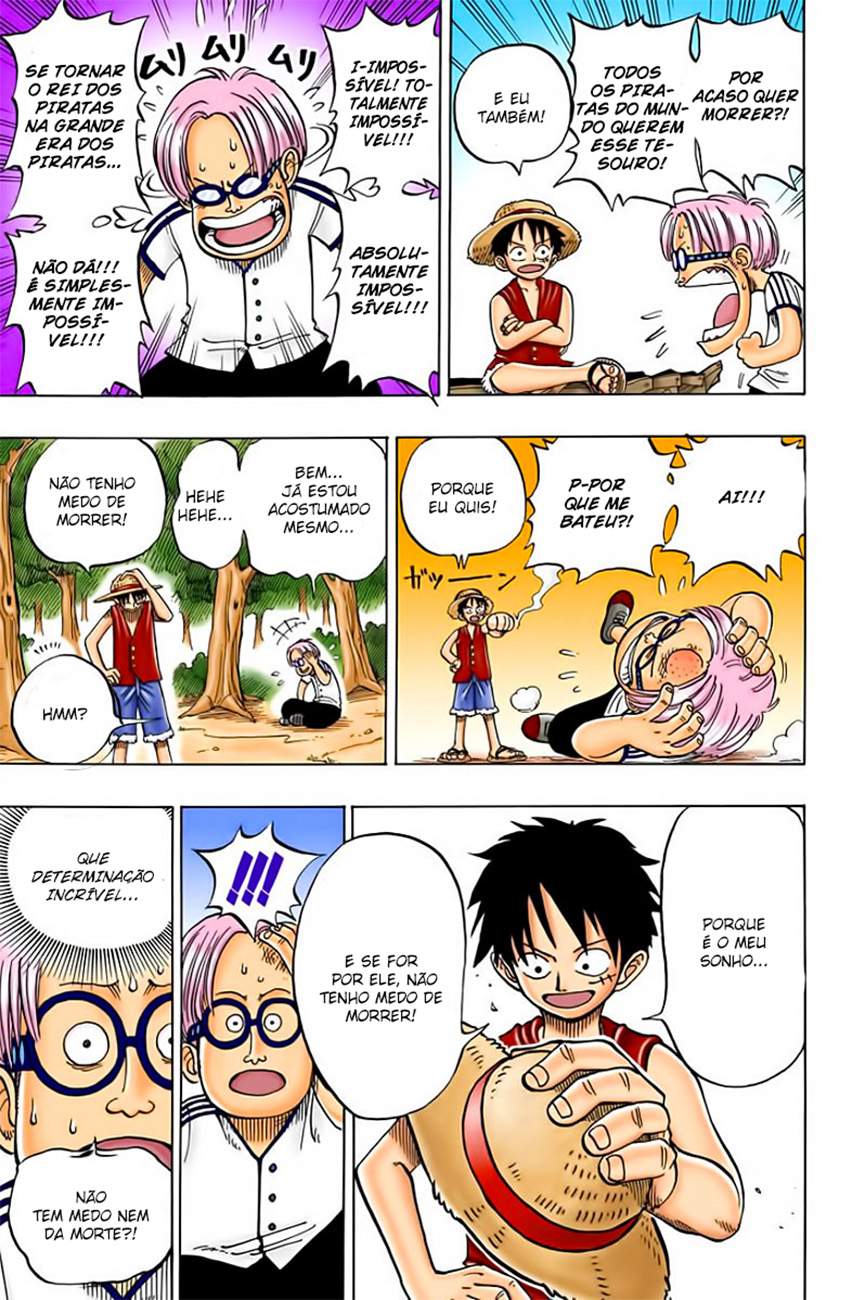 POR
ACASO QUER
MORRER?!
TODOS
OS PIRA-
TAS DO MUN-
DO QUEREM
ESSE TE-
SOURO!
E EU
TAMBÉM!
ムリ ムリ ムリ
I-IMPOS-
SÍVEL! TO-
TALMENTE
IMPOSSÍ-
VEL!!!
SE TORNAR
O REI DOS
PIRATAS
NA GRANDE
ERA DOS
PIRATAS...
ABSOLU-
TAMENTE
IMPOS-
SÍVEL!!!
NÃO DÁ!!!
É SIMPLES-
MENTE IM-
POSSÍ-
VEL!!!
AI!!!
P-POR
QUE ME
BATEU?!
PORQUE
EU QUIS!
ガツーーン
BEM...
JÁ ESTOU
ACOSTUMADO
MESMO...
HEHE
HEHE...
NÃO TENHO
MEDO DE
MORRER!
HMM?
PORQUE
É O MEU
SONHO...
E SE FOR
POR ELE, NÃO
TENHO MEDO DE
MORRER!
!!!
QUE
DETERMINAÇÃO
INCRÍVEL...
NÃO
TEM MEDO NEM
DA MORTE?!